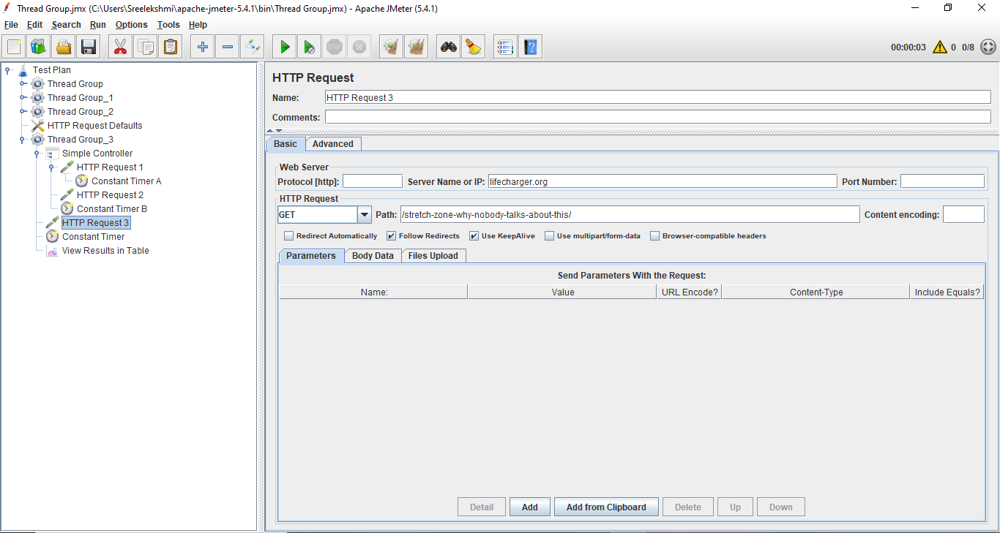 Thread Group.jmx (C:\Users\Sreelekshmi\apache-jmeter-5.4.1\bin\Thread Group.jmx) - Apache JMeter (5.4.1)
File Edit Search Run Options Tools Help
STOP
00:00:03 0 0/8
Test Plan
Thread Group
Thread Group_1
Thread Group_2
HTTP Request Defaults
Thread Group_3
Simple Controller
HTTP Request 1
Constant Timer A
HTTP Request 2
Constant Timer B
HTTP Request 3
Constant Timer
View Results in Table
HTTP Request
Name: HTTP Request 3
Comments:
Basic Advanced
Web Server
Protocol [http]: Server Name or IP: lifecharger.org Port Number:
HTTP Request
GET Path: /stretch-zone-why-nobody-talks-about-this/ Content encoding:
Redirect Automatically Follow Redirects Use KeepAlive Use multipart/form-data Browser-compatible headers
Parameters Body Data Files Upload
Send Parameters With the Request:
Name: Value URL Encode? Content-Type Include Equals?
Detail Add Add from Clipboard Delete Up Down